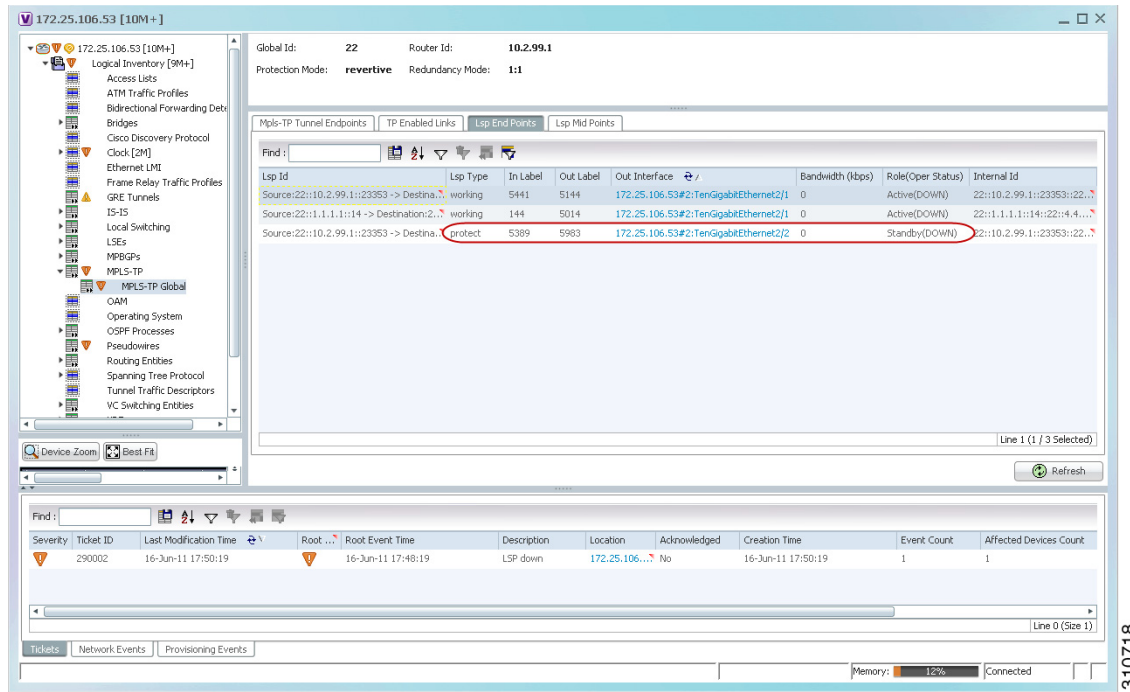 172.25.106.53 [10M+]
172.25.106.53 [10M+]
Logical Inventory [9M+]
Access Lists
ATM Traffic Profiles
Bidirectional Forwarding Dete
Bridges
Cisco Discovery Protocol
Clock [2M]
Ethernet LMI
Frame Relay Traffic Profiles
GRE Tunnels
IS-IS
Local Switching
LSEs
MPBGPs
MPLS-TP
MPLS-TP Global
OAM
Operating System
OSPF Processes
Pseudowires
Routing Entities
Spanning Tree Protocol
Tunnel Traffic Descriptors
VC Switching Entities
Device Zoom Best Fit
Global Id: 22 Router Id: 10.2.99.1
Protection Mode: revertive Redundancy Mode: 1:1
Mpls-TP Tunnel Endpoints TP Enabled Links Lsp End Points Lsp Mid Points
Find :
Lsp Id Lsp Type In Label Out Label Out Interface Bandwidth (kbps) Role(Oper Status) Internal Id
Source:22::10.2.99.1::23353 -> Destina... working 5441 5144 172.25.106.53#2:TenGigabitEthernet2/1 0 Active(DOWN) 22::10.2.99.1::23353::22...
Source:22::1.1.1.1::14 -> Destination:2... working 144 5014 172.25.106.53#2:TenGigabitEthernet2/1 0 Active(DOWN) 22::1.1.1.1::14::22::4.4....
Source:22::10.2.99.1::23353 -> Destina... protect 5389 5983 172.25.106.53#2:TenGigabitEthernet2/2 0 Standby(DOWN) 22::10.2.99.1::23353::22...
Line 1 (1 / 3 Selected)
Refresh
Find :
Severity Ticket ID Last Modification Time Root ... Root Event Time Description Location Acknowledged Creation Time Event Count Affected Devices Count
290002 16-Jun-11 17:50:19 16-Jun-11 17:48:19 LSP down 172.25.106... No 16-Jun-11 17:50:19 1 1
Line 0 (Size 1)
Tickets Network Events Provisioning Events
Memory: 12% Connected
310718